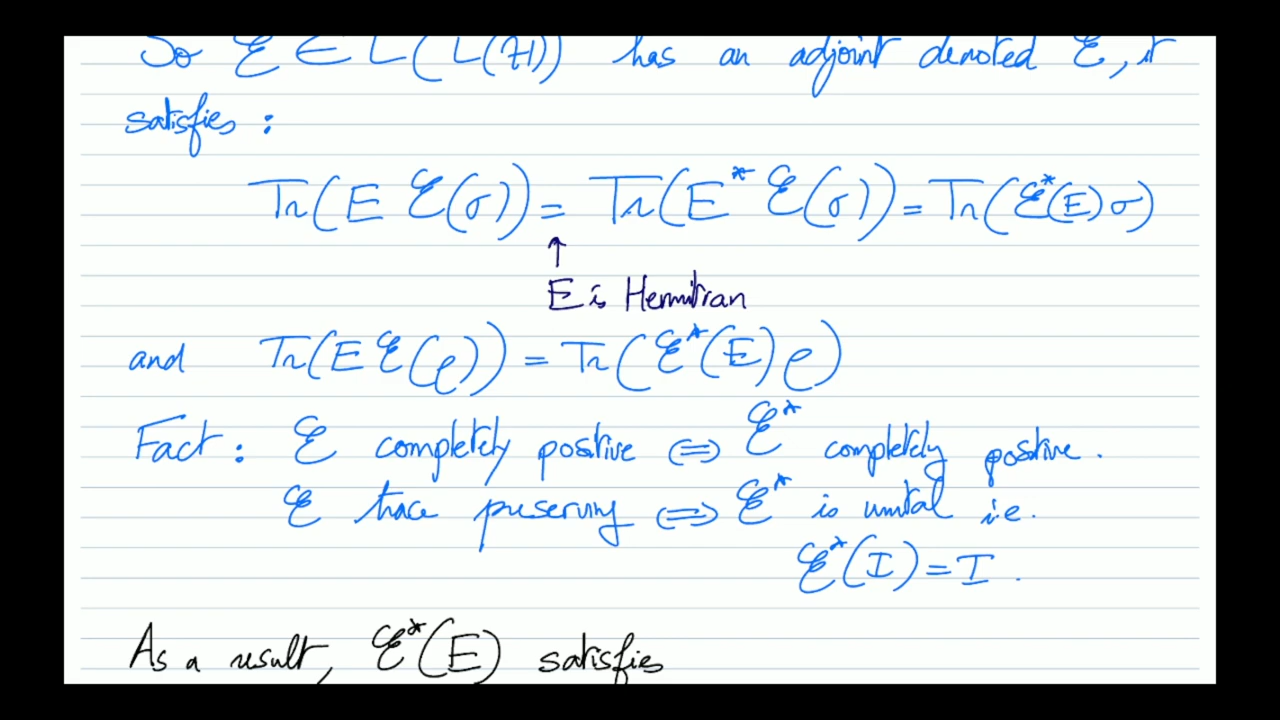 So ℰ ∈ L(L(H)) has an adjoint denoted ℰ, it
satisfies :
Tr(E ℰ(σ)) = Tr(E* ℰ(σ)) = Tr(ℰ*(E)σ)
↑
E is Hermitian
and Tr(E ℰ(ρ)) = Tr(ℰ*(E)ρ)
Fact : ℰ completely positive ⟺ ℰ* completely positive.
ℰ trace preserving ⟺ ℰ* is unital i.e.
ℰ*(I) = I .
As a result, ℰ*(E) satisfies